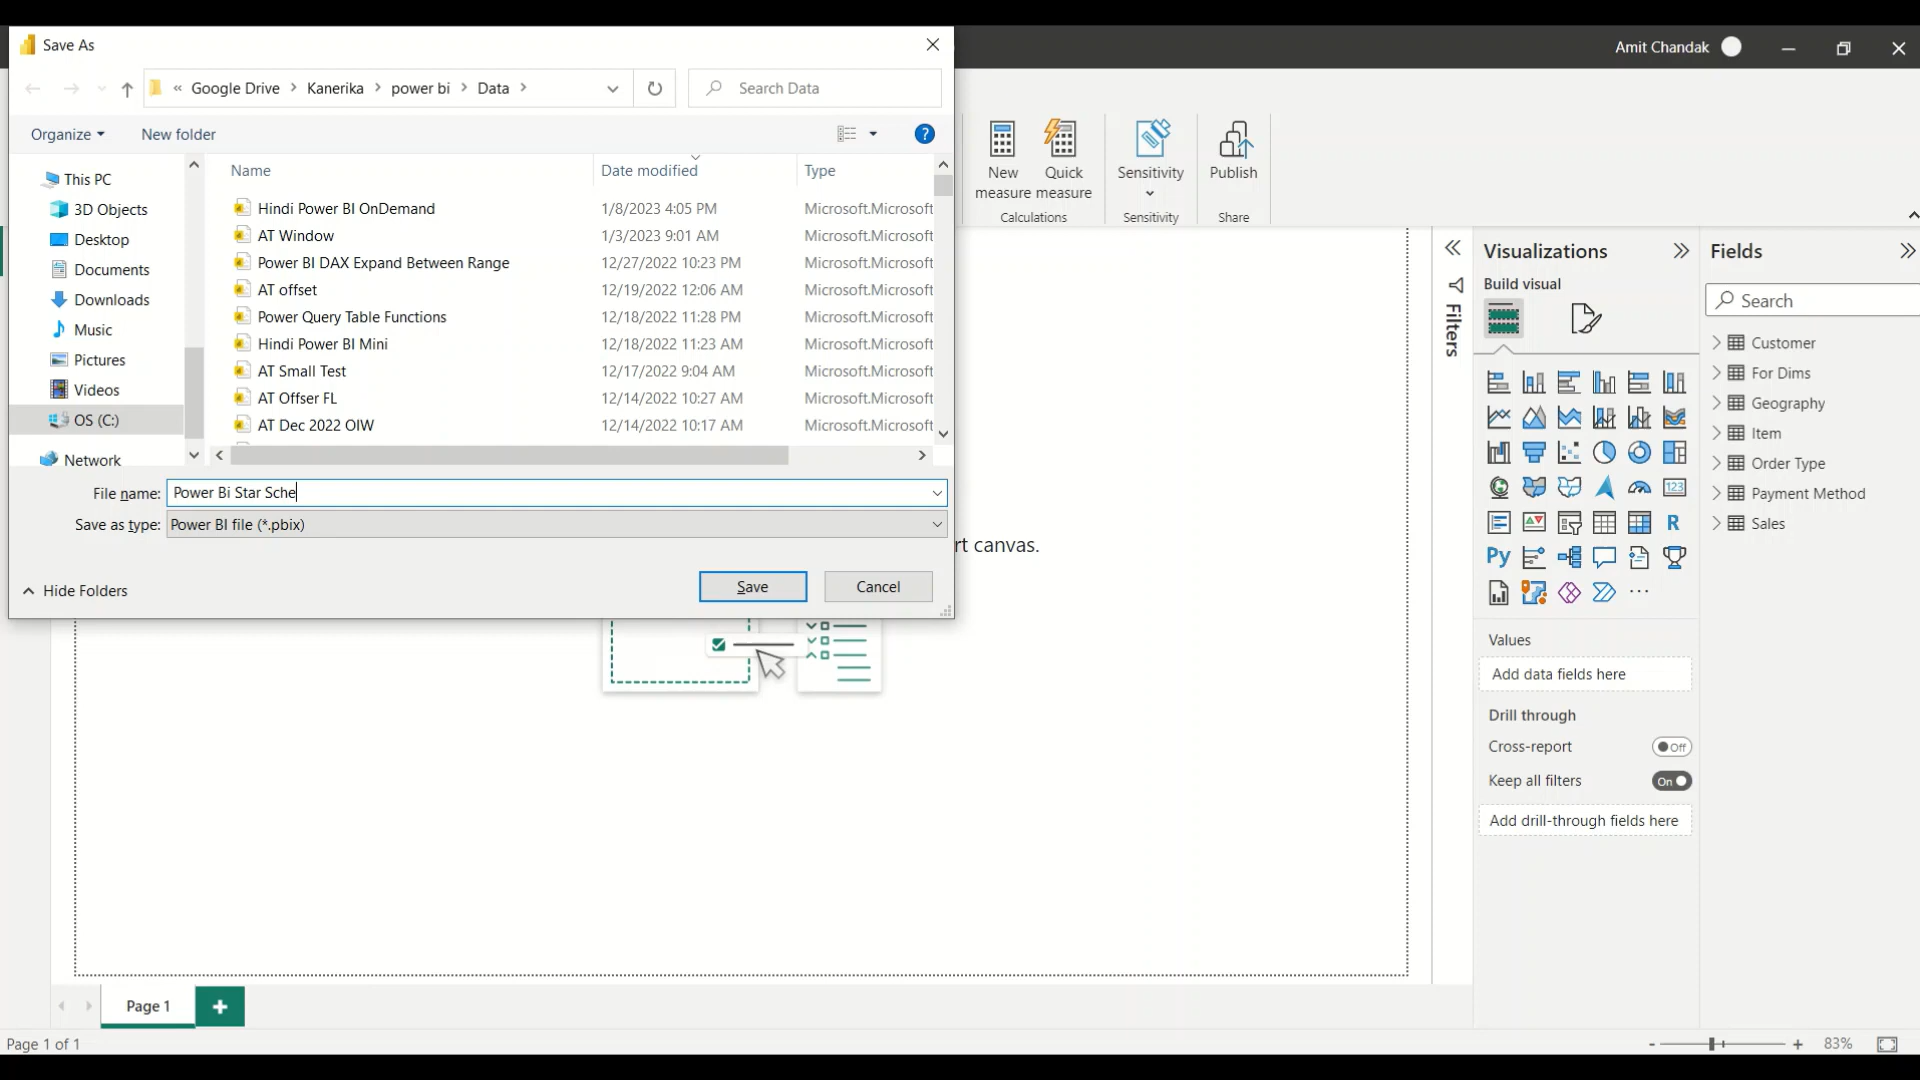 Save As
Amit Chandak
« Google Drive > Kanerika > power bi > Data >
Search Data
Organize
New folder
?
This PC
3D Objects
Desktop
Documents
Downloads
Music
Pictures
Videos
OS (C:)
Network
Name Date modified Type
Hindi Power BI OnDemand 1/8/2023 4:05 PM Microsoft.Microsoft
AT Window 1/3/2023 9:01 AM Microsoft.Microsoft
Power BI DAX Expand Between Range 12/27/2022 10:23 PM Microsoft.Microsoft
AT offset 12/19/2022 12:06 AM Microsoft.Microsoft
Power Query Table Functions 12/18/2022 11:28 PM Microsoft.Microsoft
Hindi Power BI Mini 12/18/2022 11:23 AM Microsoft.Microsoft
AT Small Test 12/17/2022 9:04 AM Microsoft.Microsoft
AT Offser FL 12/14/2022 10:27 AM Microsoft.Microsoft
AT Dec 2022 OIW 12/14/2022 10:17 AM Microsoft.Microsoft
File name: Power Bi Star Sche
Save as type: Power BI file (*.pbix)
Hide Folders
Save
Cancel
New measure
Quick measure
Calculations
Sensitivity
Sensitivity
Publish
Share
rt canvas.
Filters
Visualizations
Build visual
123
R
Py
...
Values
Add data fields here
Drill through
Cross-report Off
Keep all filters On
Add drill-through fields here
Fields
Search
Customer
For Dims
Geography
Item
Order Type
Payment Method
Sales
Page 1
+
Page 1 of 1
- + 83%